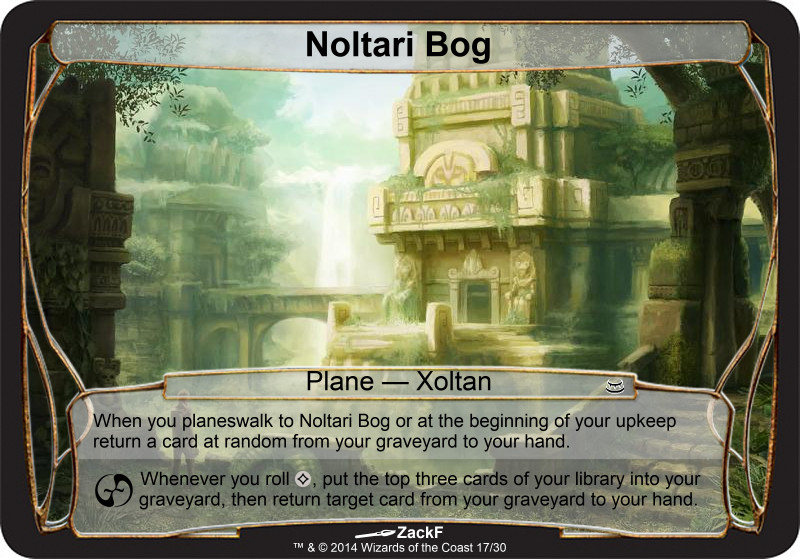 Noltari Bog
Plane — Xoltan
When you planeswalk to Noltari Bog or at the beginning of your upkeep
return a card at random from your graveyard to your hand.
Whenever you roll , put the top three cards of your library into your
graveyard, then return target card from your graveyard to your hand.
ZackF
™ & © 2014 Wizards of the Coast 17/30